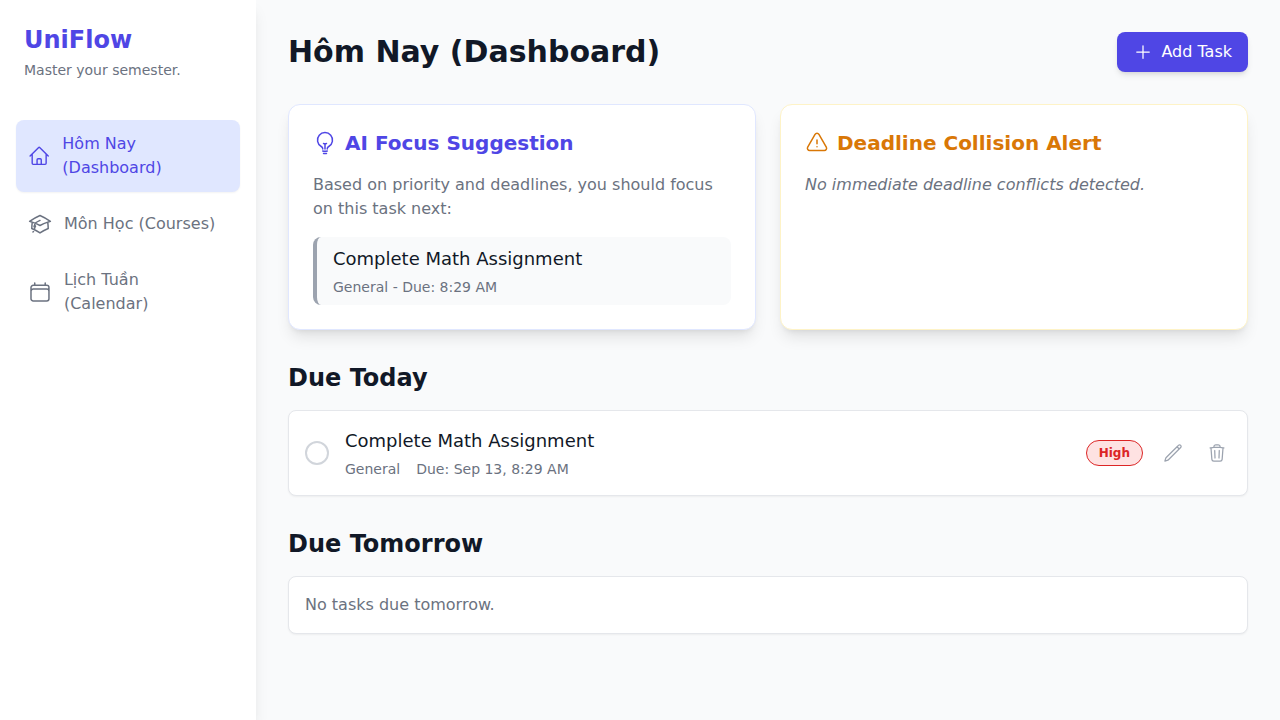 UniFlow
Master your semester.
Hôm Nay
(Dashboard)
Môn Học (Courses)
Lịch Tuần
(Calendar)
Hôm Nay (Dashboard)
Add Task
AI Focus Suggestion
Based on priority and deadlines, you should focus
on this task next:
Complete Math Assignment
General - Due: 8:29 AM
Deadline Collision Alert
No immediate deadline conflicts detected.
Due Today
Complete Math Assignment
General Due: Sep 13, 8:29 AM
High
Due Tomorrow
No tasks due tomorrow.